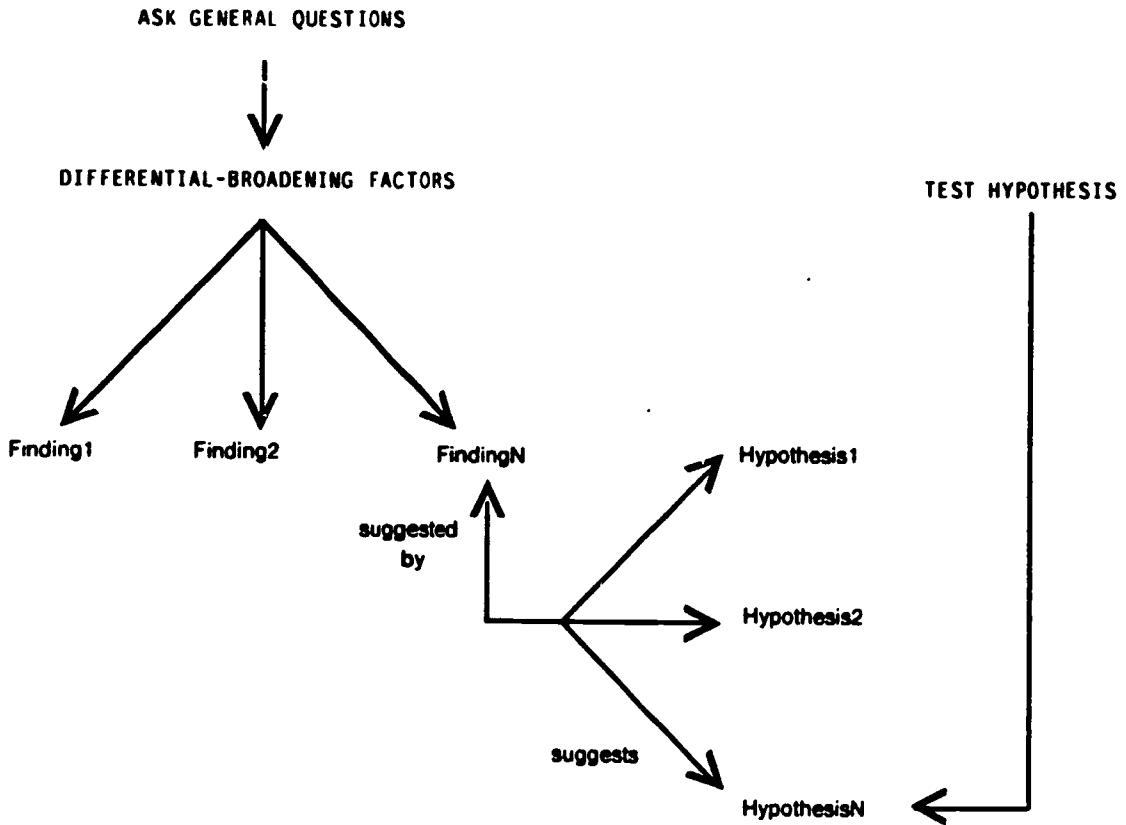 ASK GENERAL QUESTIONS
DIFFERENTIAL-BROADENING FACTORS
TEST HYPOTHESIS
Finding1
Finding2
FindingN
Hypothesis1
suggested
by
Hypothesis2
suggests
HypothesisN